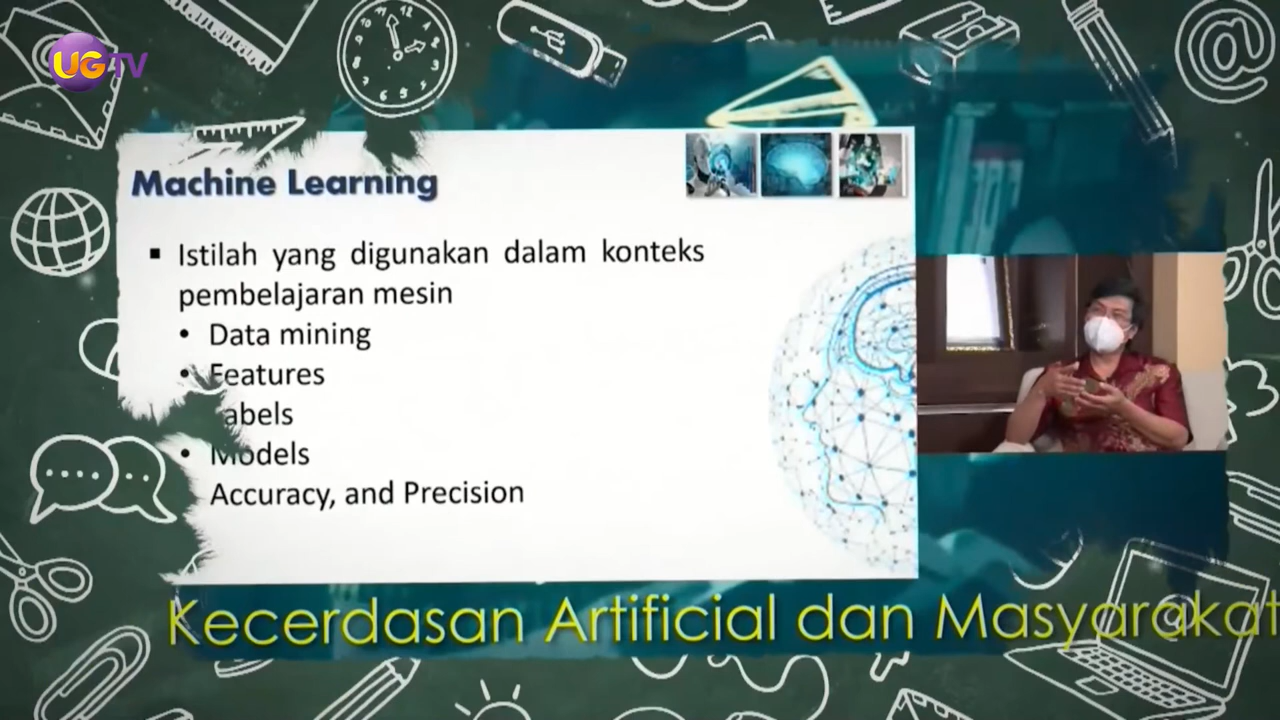 UGTV
Machine Learning
Istilah yang digunakan dalam konteks
pembelajaran mesin
Data mining
Features
abels
Models
Accuracy, and Precision
Kecerdasan Artificial dan Masyarakat